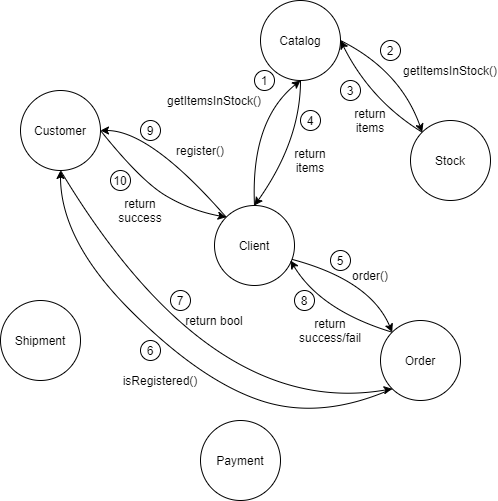 Catalog
2
getItemsInStock()
1
3
getItemsInStock()
return
items
4
Customer
9
register()
return
items
Stock
10
return
success
Client
5
order()
7
8
return bool
return
success/fail
Shipment
6
isRegistered()
Order
Payment